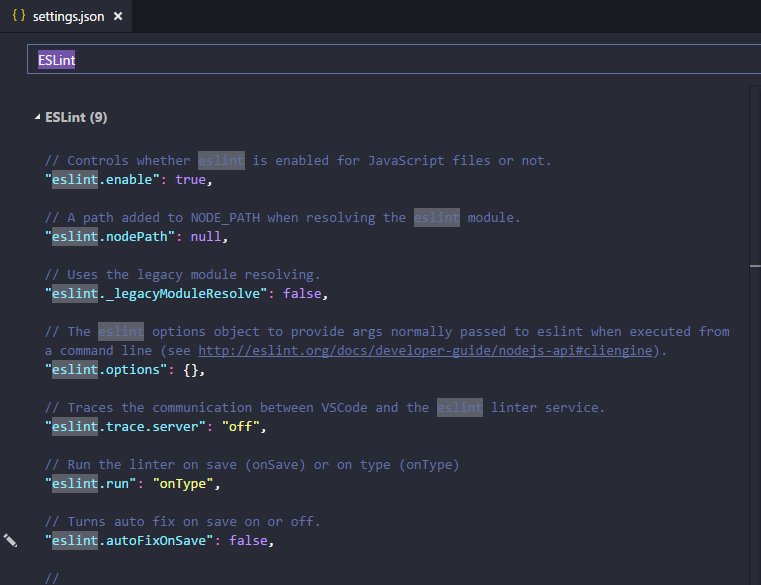 { } settings.json ×
ESLint
ESLint (9)
// Controls whether eslint is enabled for JavaScript files or not.
"eslint.enable": true,
// A path added to NODE_PATH when resolving the eslint module.
"eslint.nodePath": null,
// Uses the legacy module resolving.
"eslint._legacyModuleResolve": false,
// The eslint options object to provide args normally passed to eslint when executed from
a command line (see http://eslint.org/docs/developer-guide/nodejs-api#cliengine).
"eslint.options": {},
// Traces the communication between VSCode and the eslint linter service.
"eslint.trace.server": "off",
// Run the linter on save (onSave) or on type (onType)
"eslint.run": "onType",
// Turns auto fix on save on or off.
"eslint.autoFixOnSave": false,
//